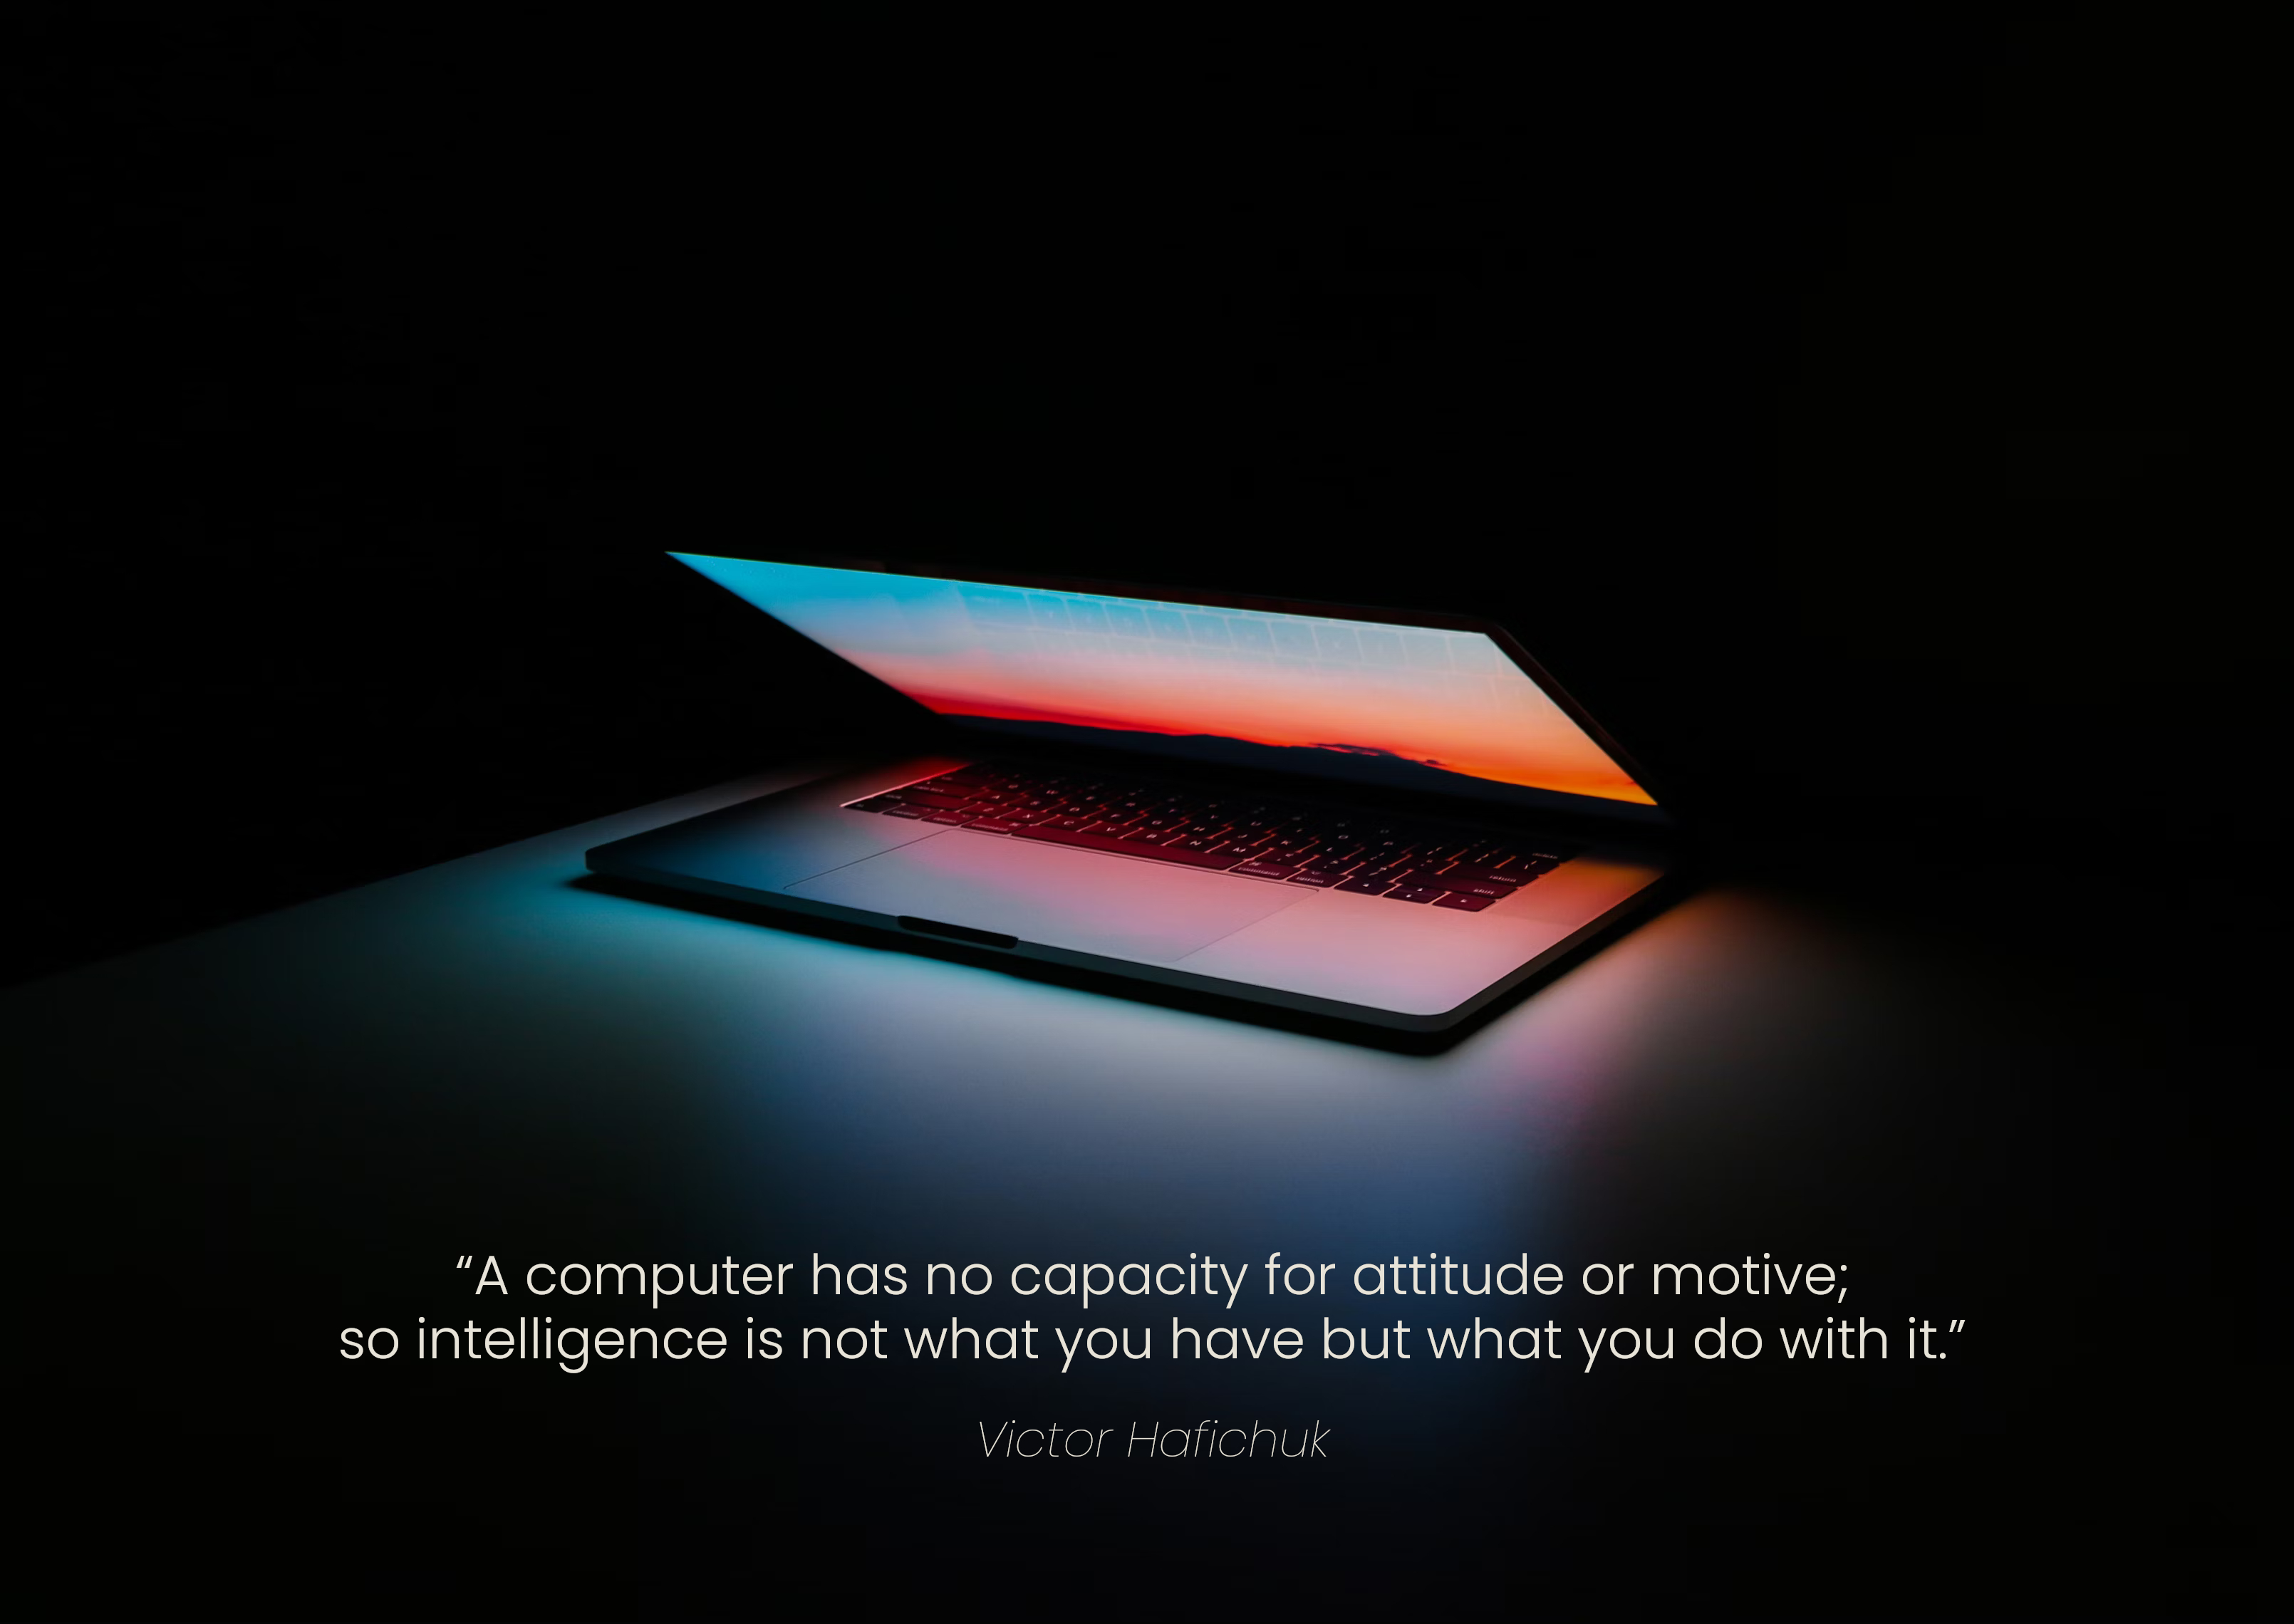 “A computer has no capacity for attitude or motive;
so intelligence is not what you have but what you do with it.”
Victor Hafichuk